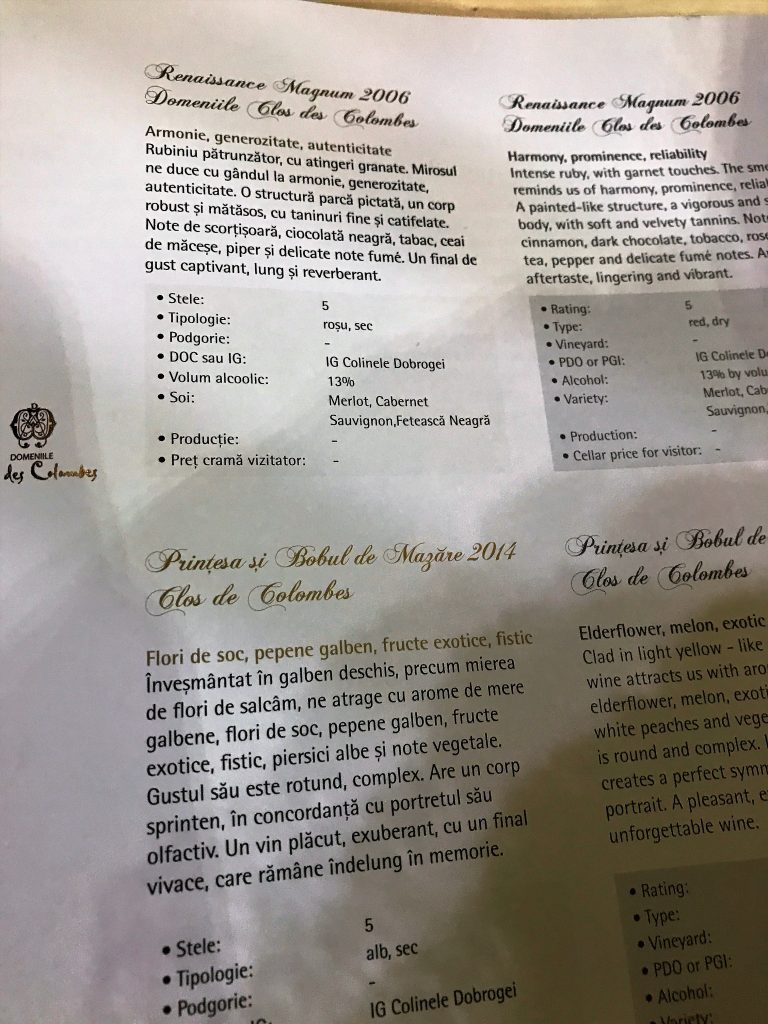 Renaissance Magnum 2006
Domeniile Clos des Colombes
Armonie, generozitate, autenticitate
Rubiniu pătrunzător, cu atingeri granate. Mirosul
ne duce cu gândul la armonie, generozitate,
autenticitate. O structură parcă pictată, un corp
robust și mătăsos, cu taninuri fine și catifelate.
Note de scorțișoară, ciocolată neagră, tabac, ceai
de măceșe, piper și delicate note fumé. Un final de
gust captivant, lung și reverberant.
• Stele: 5
• Tipologie: roșu, sec
• Podgorie: -
• DOC sau IG: IG Colinele Dobrogei
• Volum alcoolic: 13%
• Soi: Merlot, Cabernet
Sauvignon,Fetească Neagră
• Producție: -
• Preț cramă vizitator: -
Renaissance Magnum 2006
Domeniile Clos des Colombes
Harmony, prominence, reliability
Intense ruby, with garnet touches. The
reminds us of harmony, prominence,
A painted-like structure, a vigorous and
body, with soft and velvety tannins.
cinnamon, dark chocolate, tobacco,
tea, pepper and delicate fumé notes.
aftertaste, lingering and vibrant.
• Rating: 5
• Type: red, dry
• Vineyard: -
• PDO or PGI: IG Colinele
• Alcohol: 13% by
• Variety: Merlot,
Sauvignon,
• Production: -
• Cellar price for visitor: -
DOMENIILE
des Colombes
Prințesa și Bobul de Mazăre 2014
Clos de Colombes
Flori de soc, pepene galben, fructe exotice, fistic
Înveșmântat în galben deschis, precum mierea
de flori de salcâm, ne atrage cu arome de mere
galbene, flori de soc, pepene galben, fructe
exotice, fistic, piersici albe și note vegetale.
Gustul său este rotund, complex. Are un corp
sprinten, în concordanță cu portretul său
olfactiv. Un vin plăcut, exuberant, cu un final
vivace, care rămâne îndelung în memorie.
• Stele: 5
• Tipologie: alb, sec
• Podgorie: -
IG Colinele Dobrogei
Prințesa și Bobul de
Clos de Colombes
Elderflower, melon, exotic
Clad in light yellow - like
wine attracts us with
elderflower, melon,
white peaches and
is round and complex.
creates a perfect
portrait. A pleasant,
unforgettable wine.
• Rating:
• Type:
• Vineyard:
• PDO or PGI:
• Alcohol:
• Variety: